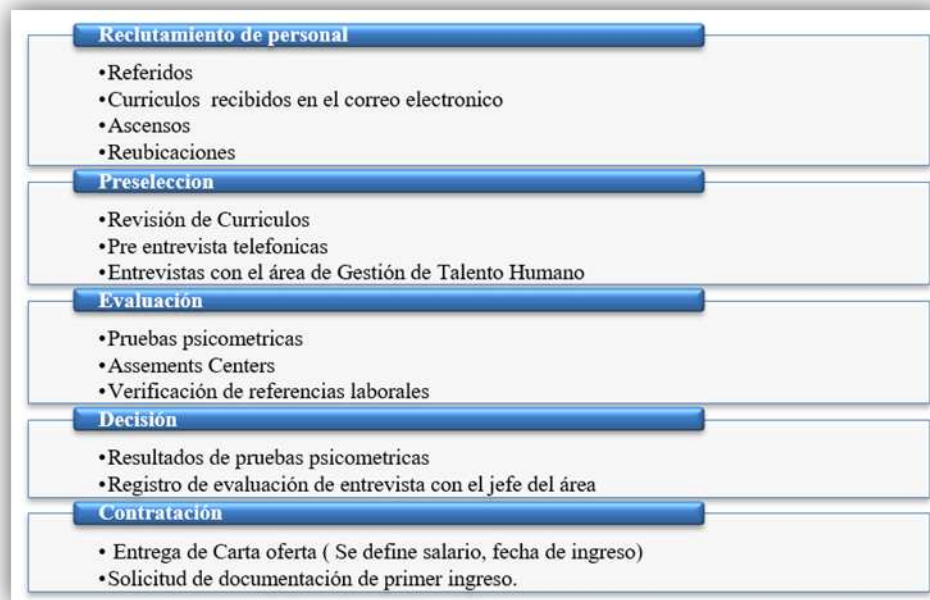 Reclutamiento de personal
•Referidos
•Curriculos recibidos en el correo electronico
•Ascensos
•Reubicaciones
Preseleccion
•Revisión de Curriculos
•Pre entrevista telefonicas
•Entrevistas con el área de Gestión de Talento Humano
Evaluación
•Pruebas psicometricas
•Assements Centers
•Verificación de referencias laborales
Decisión
•Resultados de pruebas psicometricas
•Registro de evaluación de entrevista con el jefe del área
Contratación
• Entrega de Carta oferta ( Se define salario, fecha de ingreso)
•Solicitud de documentación de primer ingreso.